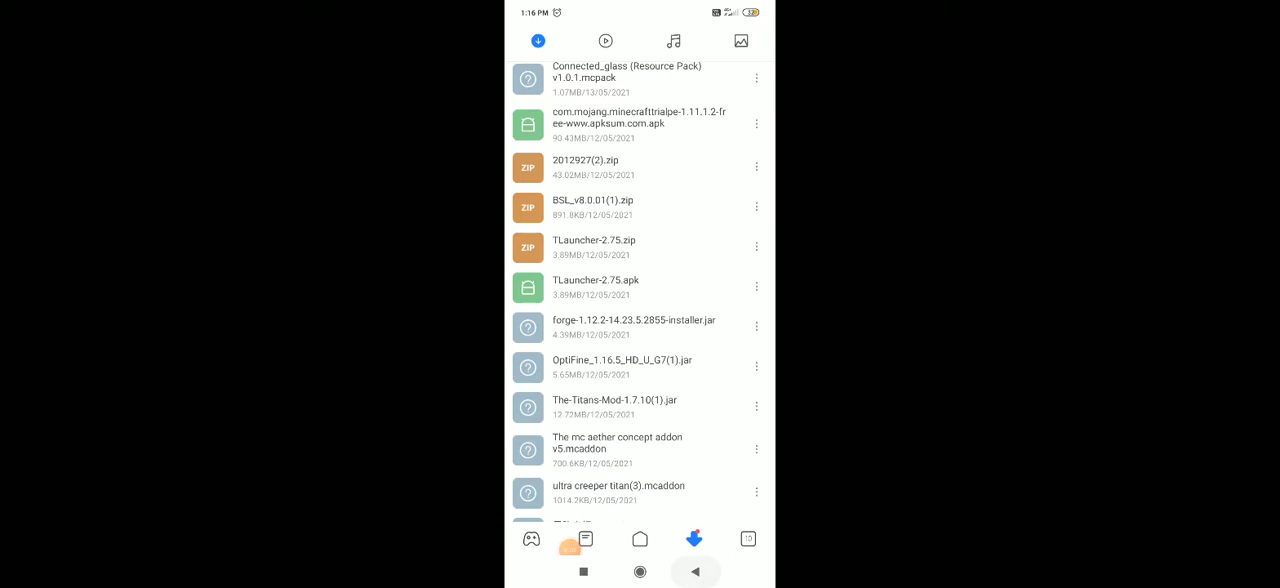 1:16 PM
Connected_glass (Resource Pack)
v1.0.1.mcpack
1.07MB/13/05/2021
com.mojang.minecrafttrialpe-1.11.1.2-fr
ee-www.apksum.com.apk
90.43MB/12/05/2021
ZIP
2012927(2).zip
43.02MB/12/05/2021
ZIP
BSL_v8.0.01(1).zip
891.8KB/12/05/2021
ZIP
TLauncher-2.75.zip
3.89MB/12/05/2021
TLauncher-2.75.apk
3.89MB/12/05/2021
forge-1.12.2-14.23.5.2855-installer.jar
4.39MB/12/05/2021
OptiFine_1.16.5_HD_U_G7(1).jar
5.65MB/12/05/2021
The-Titans-Mod-1.7.10(1).jar
12.72MB/12/05/2021
The mc aether concept addon
v5.mcaddon
700.6KB/12/05/2021
ultra creeper titan(3).mcaddon
1014.2KB/12/05/2021
10